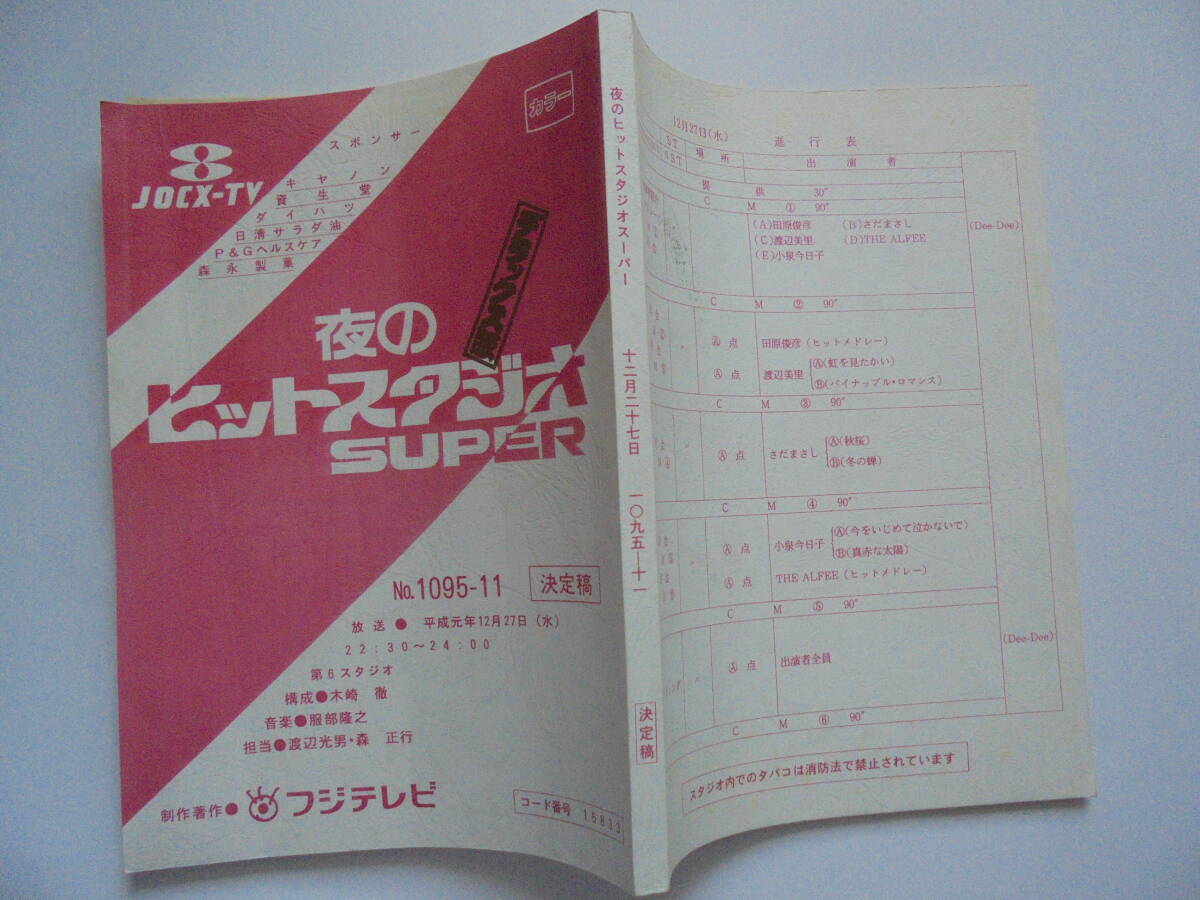 カラー
スポンサー
JOCX-TV
キヤノン
資生堂
ダイハツ
日清サラダ油
P&Gヘルスケア
森永製菓
デラックス版
夜の
ヒットスタジオ
SUPER
No.1095-11
決定稿
放送●平成元年12月27日(水)
22:30～24:00
第6スタジオ
構成●木崎 徹
音楽●服部隆之
担当●渡辺光男・森 正行
制作著作●フジテレビ
コード番号 15833
夜のヒットスタジオスーパー 十二月二十七日 一〇九五―十一 決定稿
12月27日(水) 進行表
場所 出演者
提供 30″
CM ① 90″
(A)田原俊彦 (B)さだまさし
(C)渡辺美里 (D)THE ALFEE
(E)小泉今日子
(Dee-Dee)
CM ② 90″
Ⓐ点 田原俊彦(ヒットメドレー)
Ⓐ点 渡辺美里 Ⓐ(虹を見たかい)
Ⓑ(パイナップル・ロマンス)
CM ③ 90″
Ⓐ点 さだまさし Ⓐ(秋桜)
Ⓑ(冬の蝉)
CM ④ 90″
Ⓐ点 小泉今日子 Ⓐ(今をいじめて泣かないで)
Ⓑ(真赤な太陽)
Ⓐ点 THE ALFEE(ヒットメドレー)
CM ⑤ 90″
Ⓐ点 出演者全員
(Dee-Dee)
CM ⑥ 90″
スタジオ内でのタバコは消防法で禁止されています